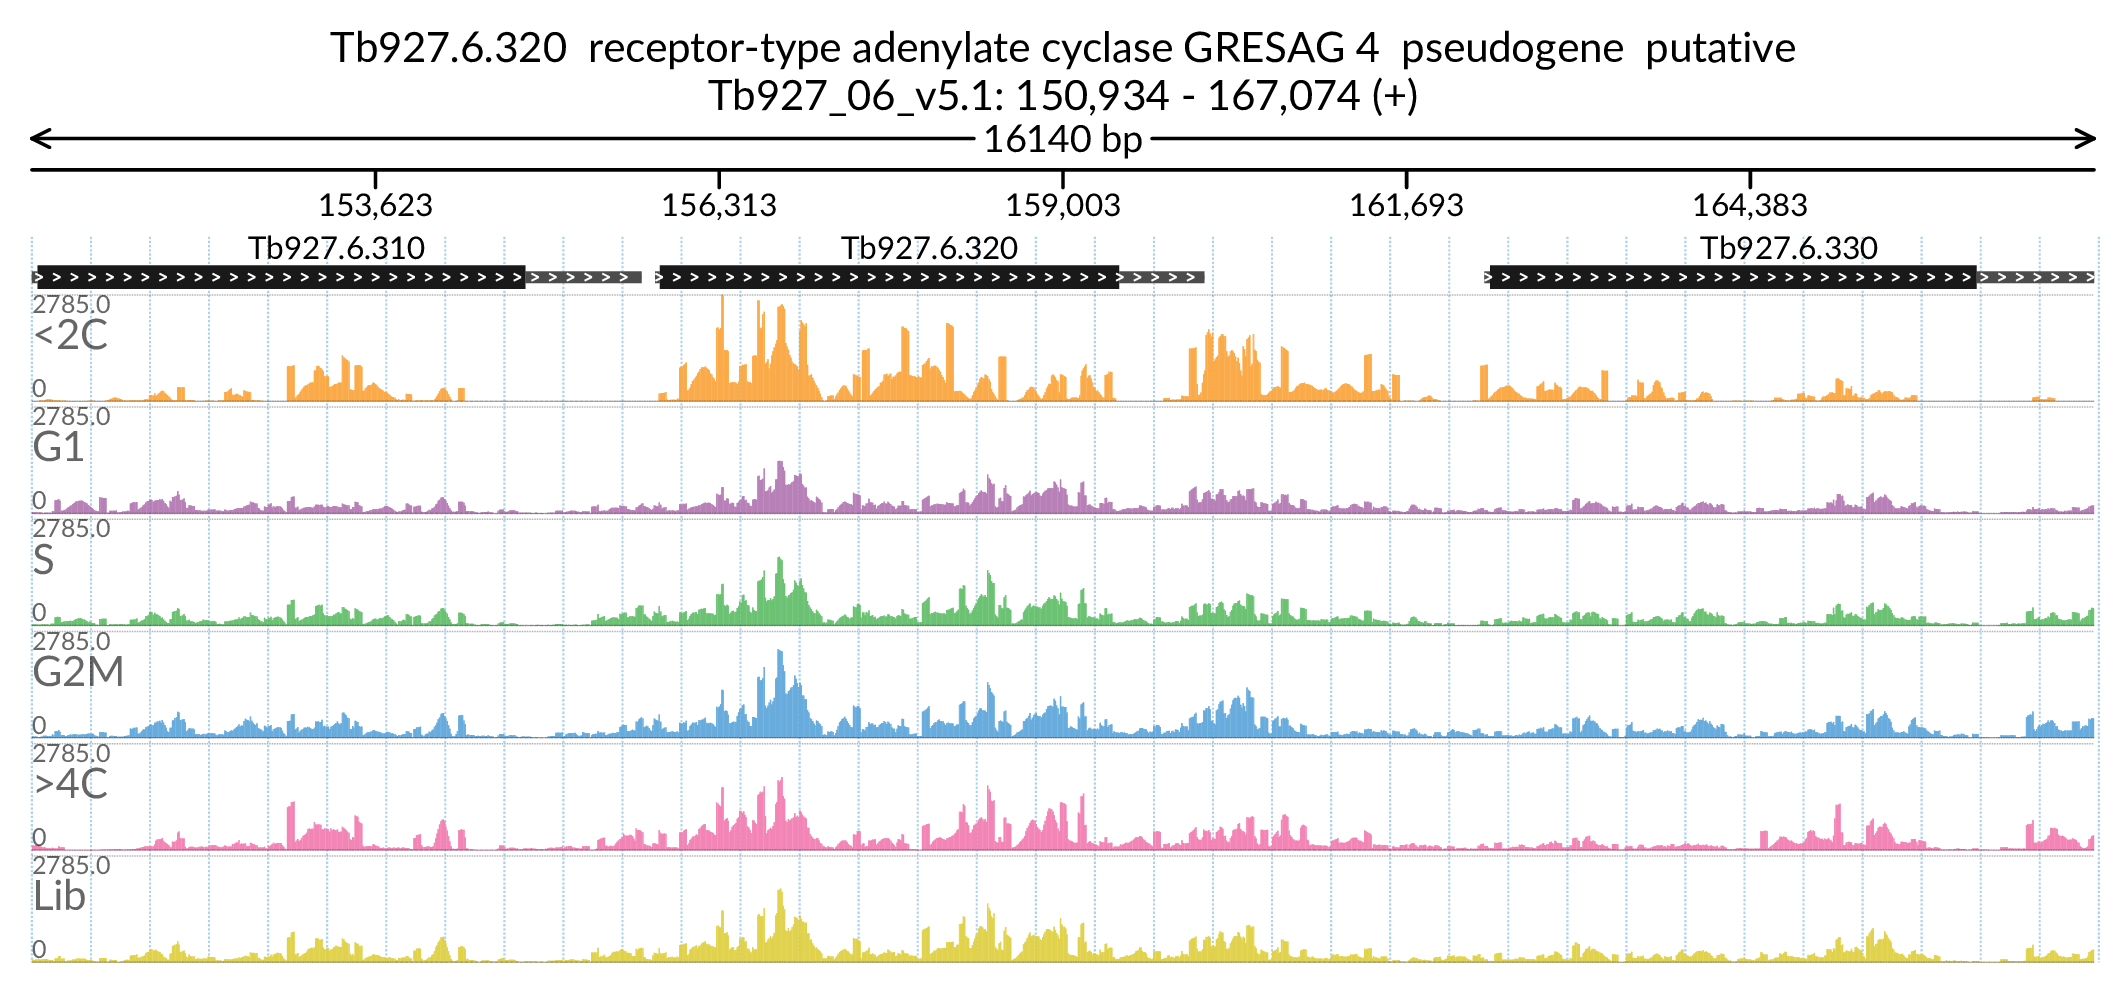 Tb927.6.320 receptor-type adenylate cyclase GRESAG 4 pseudogene putative
Tb927_06_v5.1: 150,934 - 167,074 (+)
16140 bp
153,623 156,313 159,003 161,693 164,383
Tb927.6.310 Tb927.6.320 Tb927.6.330
2785.0
<2C
0
2785.0
G1
0
2785.0
S
0
2785.0
G2M
0
2785.0
>4C
0
2785.0
Lib
0